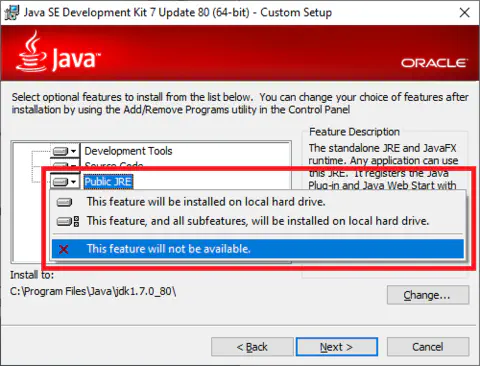 Java SE Development Kit 7 Update 80 (64-bit) - Custom Setup
Java™
ORACLE
Select optional features to install from the list below. You can change your choice of features after
installation by using the Add/Remove Programs utility in the Control Panel
Development Tools
Source Code
Public JRE
Feature Description
The standalone JRE and JavaFX
runtime. Any application can use
this JRE. It registers the Java
Plug-in and Java Web Start with
This feature will be installed on local hard drive.
This feature, and all subfeatures, will be installed on local hard drive.
This feature will not be available.
Install to:
C:\Program Files\Java\jdk1.7.0_80\
Change...
< Back
Next >
Cancel